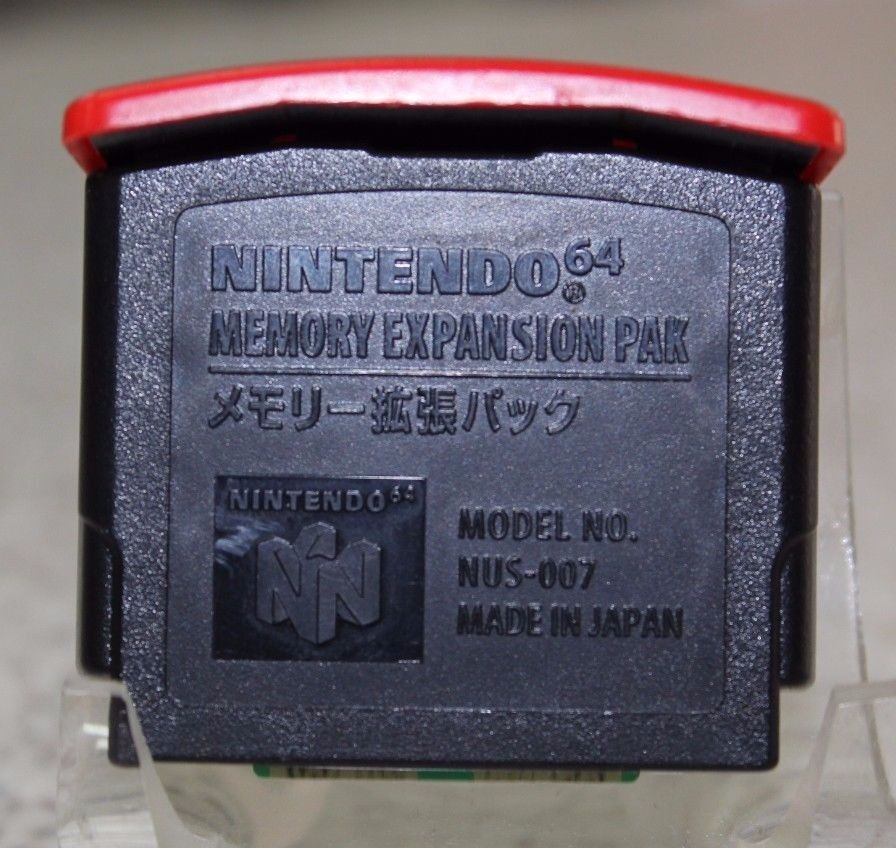 NINTENDO64®
MEMORY EXPANSION PAK
メモリー拡張パック
NINTENDO64
MODEL NO.
NUS-007
MADE IN JAPAN